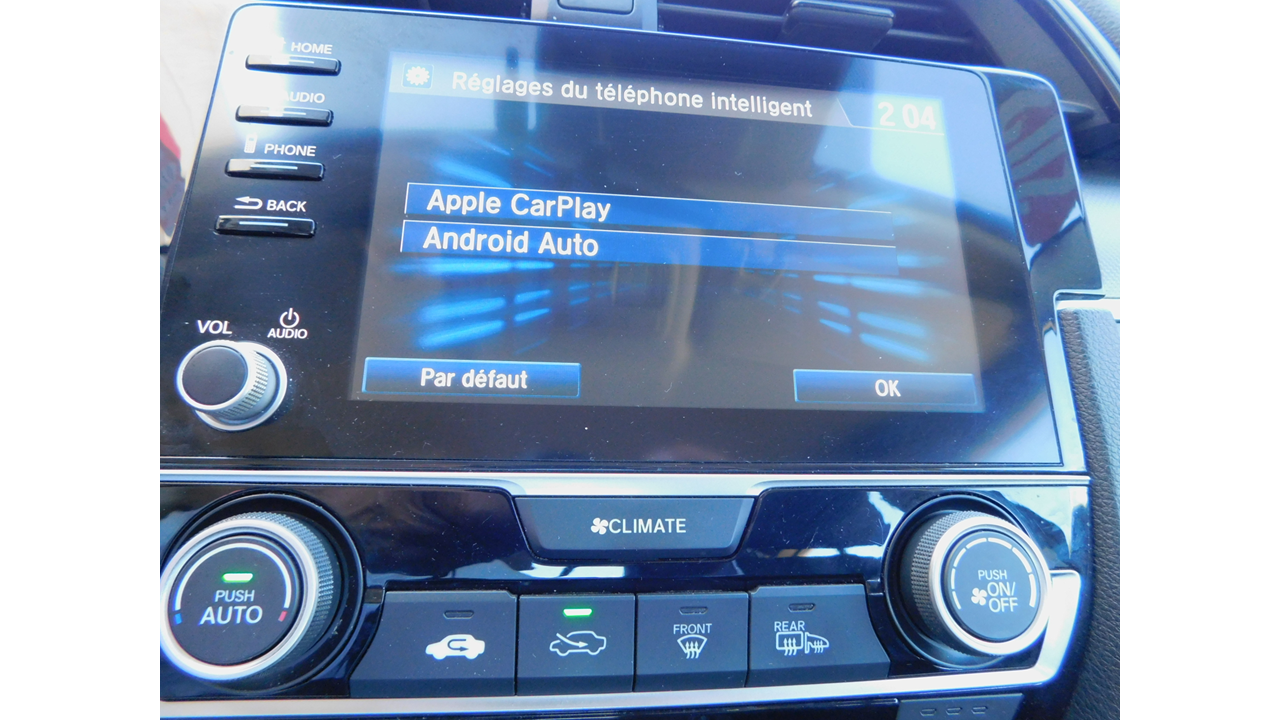 HOME
AUDIO
PHONE
BACK
VOL
AUDIO
Réglages du téléphone intelligent
2 04
Apple CarPlay
Android Auto
Par défaut
OK
CLIMATE
PUSH
AUTO
FRONT
REAR
PUSH
ON/
OFF